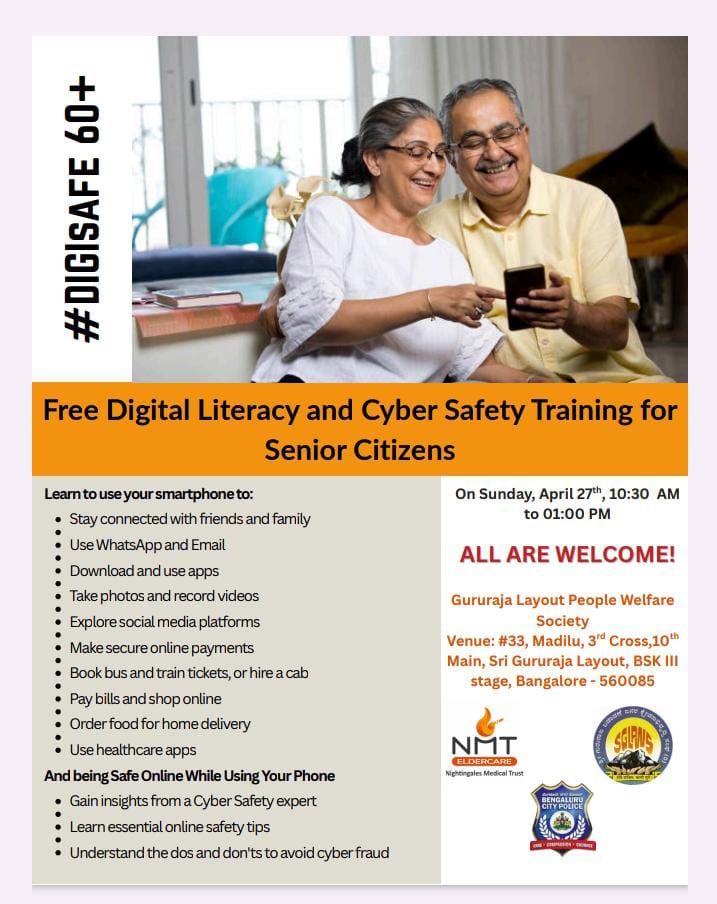 #DIGISAFE 60+
Free Digital Literacy and Cyber Safety Training for
Senior Citizens
Learn to use your smartphone to:
• Stay connected with friends and family
•
• Use WhatsApp and Email
•
• Download and use apps
•
• Take photos and record videos
•
• Explore social media platforms
•
• Make secure online payments
•
• Book bus and train tickets, or hire a cab
•
• Pay bills and shop online
•
• Order food for home delivery
•
• Use healthcare apps
And being Safe Online While Using Your Phone
• Gain insights from a Cyber Safety expert
•
• Learn essential online safety tips
•
• Understand the dos and don'ts to avoid cyber fraud
On Sunday, April 27th, 10:30 AM
to 01:00 PM
ALL ARE WELCOME!
Gururaja Layout People Welfare
Society
Venue: #33, Madilu, 3rd Cross,10th
Main, Sri Gururaja Layout, BSK III
stage, Bangalore - 560085
NMT
ELDERCARE
Nightingales Medical Trust
BENGALURU
CITY POLICE